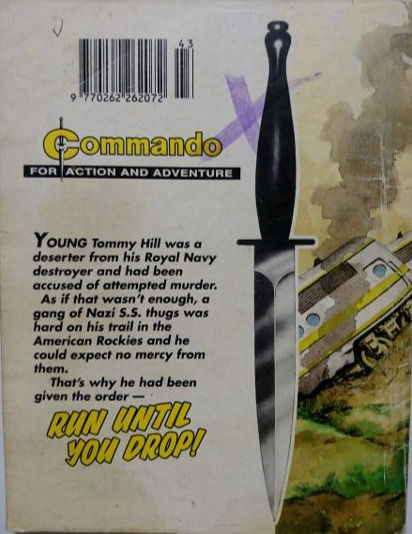 43
9 770262 262072
Commando
FOR ACTION AND ADVENTURE
YOUNG Tommy Hill was a
deserter from his Royal Navy
destroyer and had been
accused of attempted murder.
As if that wasn't enough, a
gang of Nazi S.S. thugs was
hard on his trail in the
American Rockies and he
could expect no mercy from
them.
That's why he had been
given the order —
RUN UNTIL
YOU DROP!